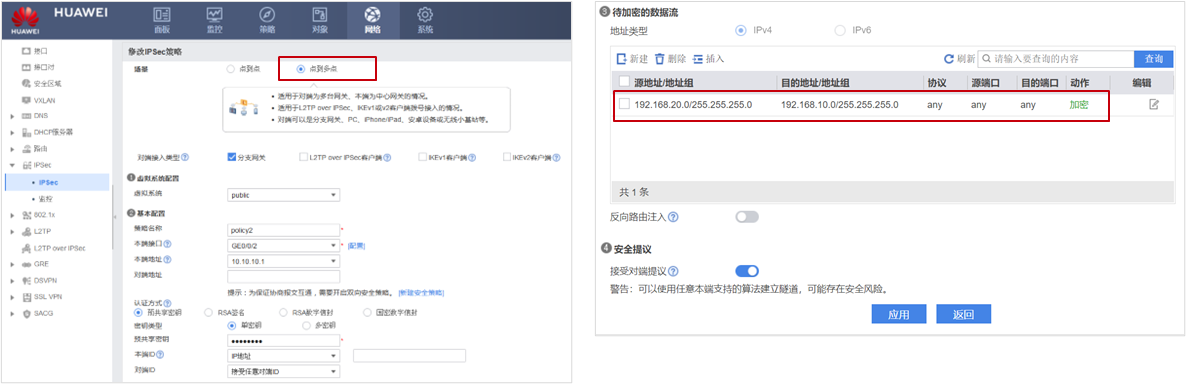 HUAWEI
HUAWEI
面板
监控
策略
对象
网络
系统
接口
接口对
安全区域
VXLAN
DNS
DHCP服务器
路由
IPSec
IPSec
监控
802.1x
L2TP
L2TP over IPSec
GRE
DSVPN
SSL VPN
SACG
修改IPSec策略
场景 点到点 点到多点
适用于对端为多台网关、本端为中心网关的情况。
适用于L2TP over IPSec、IKEv1或v2客户端拨号接入的情况。
对端可以是分支网关、PC、iPhone/iPad、安卓设备或无线小基站等。
对端接入类型 分支网关 L2TP over IPSec客户端 IKEv1客户端 IKEv2客户端
1 虚拟系统配置
虚拟系统 public
2 基本配置
策略名称 policy2 *
本端接口 GE0/0/2 * [配置]
本端地址 10.10.10.1
对端地址
提示：为保证协商报文互通，需要开启双向安全策略。 [新建安全策略]
认证方式
预共享密钥 RSA签名 RSA数字信封 国密数字信封
密钥类型 单密钥 多密钥
预共享密钥 •••••••• *
本端ID IP地址
对端ID 接受任意对端ID
3 待加密的数据流
地址类型 IPv4 IPv6
新建 删除 插入 刷新 请输入要查询的内容 查询
源地址/地址组 目的地址/地址组 协议 源端口 目的端口 动作 编辑
192.168.20.0/255.255.255.0 192.168.10.0/255.255.255.0 any any any 加密
共 1 条
反向路由注入
4 安全提议
接受对端提议
警告：可以使用任意本端支持的算法建立隧道，可能存在安全风险。
应用 返回